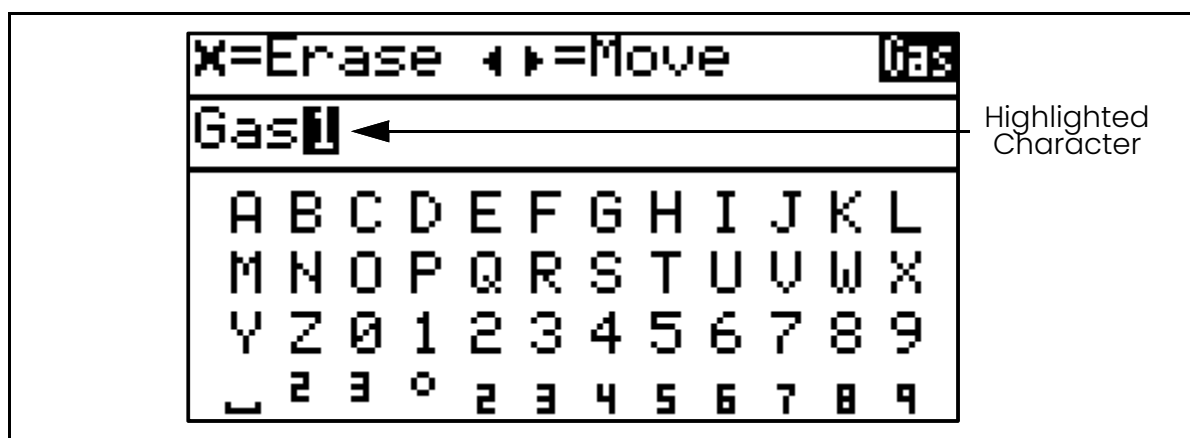 ✖=Erase ◀ ▶=Move Gas
Gas1
Highlighted
Character
A B C D E F G H I J K L
M N O P Q R S T U V W X
Y Z 0 1 2 3 4 5 6 7 8 9
⎵ ² ³ ° ₂ ₃ ₄ ₅ ₆ ₇ ₈ ₉